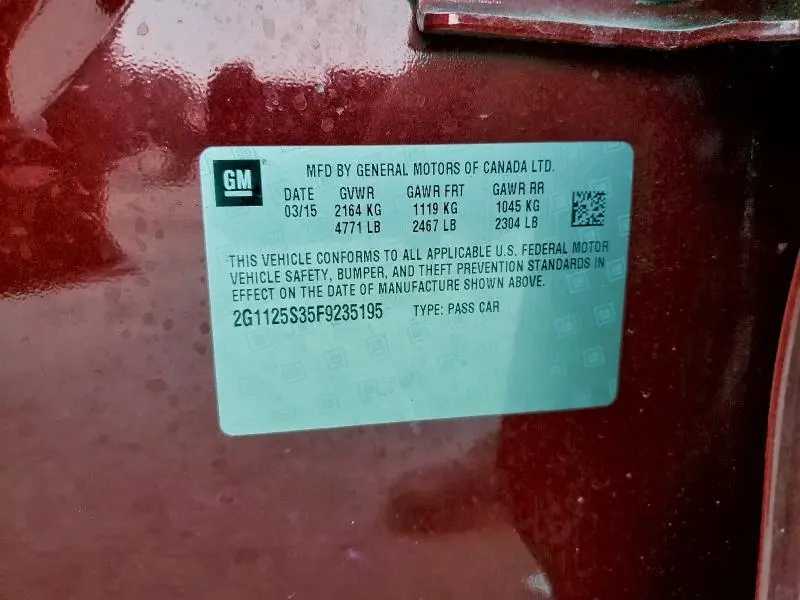 GM
MFD BY GENERAL MOTORS OF CANADA LTD.
DATE GVWR GAWR FRT GAWR RR
03/15 2164 KG 1119 KG 1045 KG
4771 LB 2467 LB 2304 LB
THIS VEHICLE CONFORMS TO ALL APPLICABLE U.S. FEDERAL MOTOR
VEHICLE SAFETY, BUMPER, AND THEFT PREVENTION STANDARDS IN
EFFECT ON THE DATE OF MANUFACTURE SHOWN ABOVE.
2G1125S35F9235195 TYPE: PASS CAR